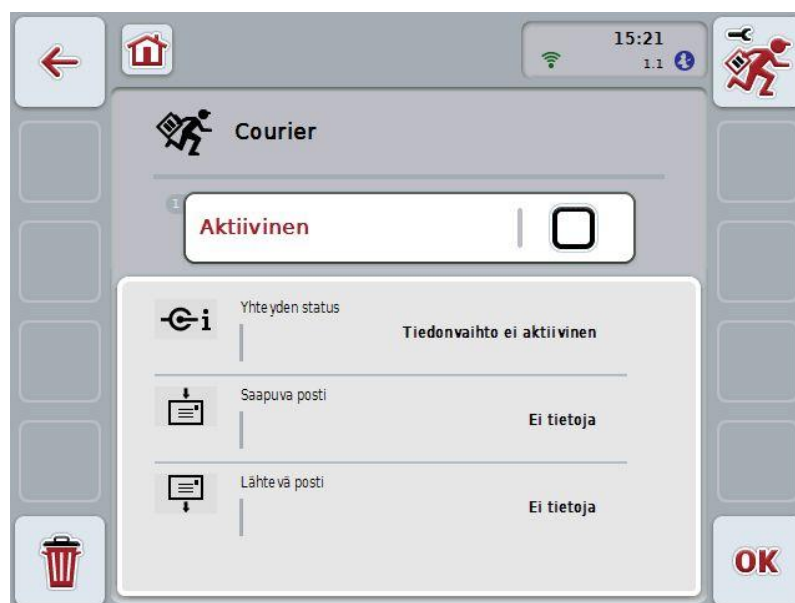 15:21
1.1
Courier
1
Aktiivinen
Yhteyden status
Tiedonvaihto ei aktiivinen
Saapuva posti
Ei tietoja
Lähtevä posti
Ei tietoja
OK